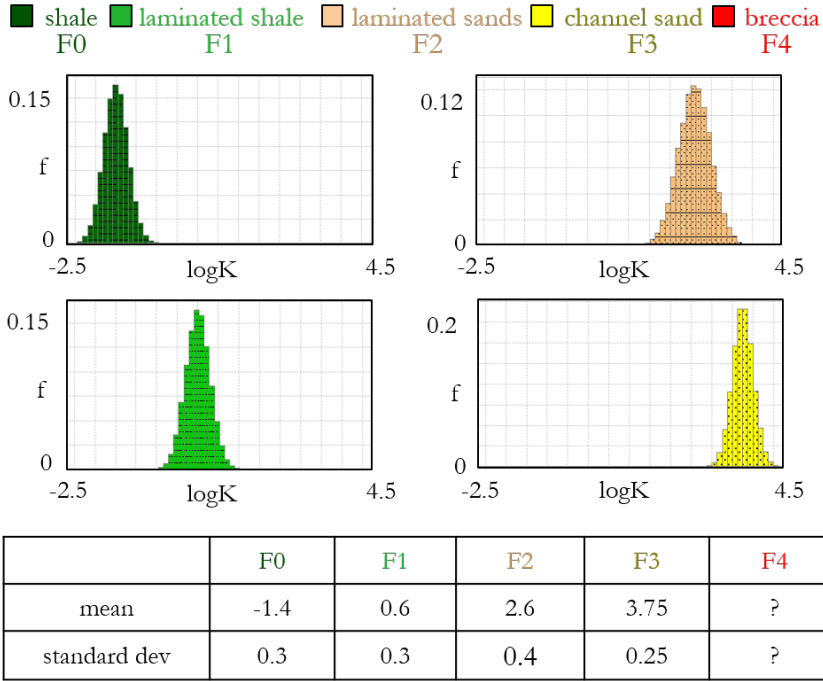 shale laminated shale laminated sands channel sand breccia
F0 F1 F2 F3 F4
0.15
f
0
-2.5 logK 4.5
0.12
f
0
-2.5 logK 4.5
0.15
f
0
-2.5 logK 4.5
0.2
f
0
-2.5 logK 4.5
F0 F1 F2 F3 F4
mean -1.4 0.6 2.6 3.75 ?
standard dev 0.3 0.3 0.4 0.25 ?